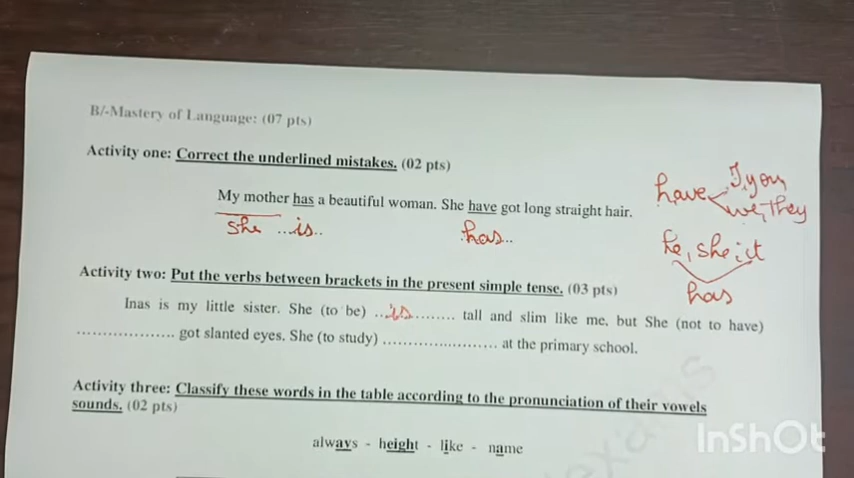 B/-Mastery of Language: (07 pts)
Activity one: Correct the underlined mistakes. (02 pts)
My mother has a beautiful woman. She have got long straight hair.
she ..is.. has..
have I, you
we, They
he, she, it
has
Activity two: Put the verbs between brackets in the present simple tense. (03 pts)
Inas is my little sister. She (to be) ..is........ tall and slim like me, but She (not to have)
.................. got slanted eyes. She (to study) ..................... at the primary school.
Activity three: Classify these words in the table according to the pronunciation of their vowels
sounds. (02 pts)
always - height - like - name
InShOt